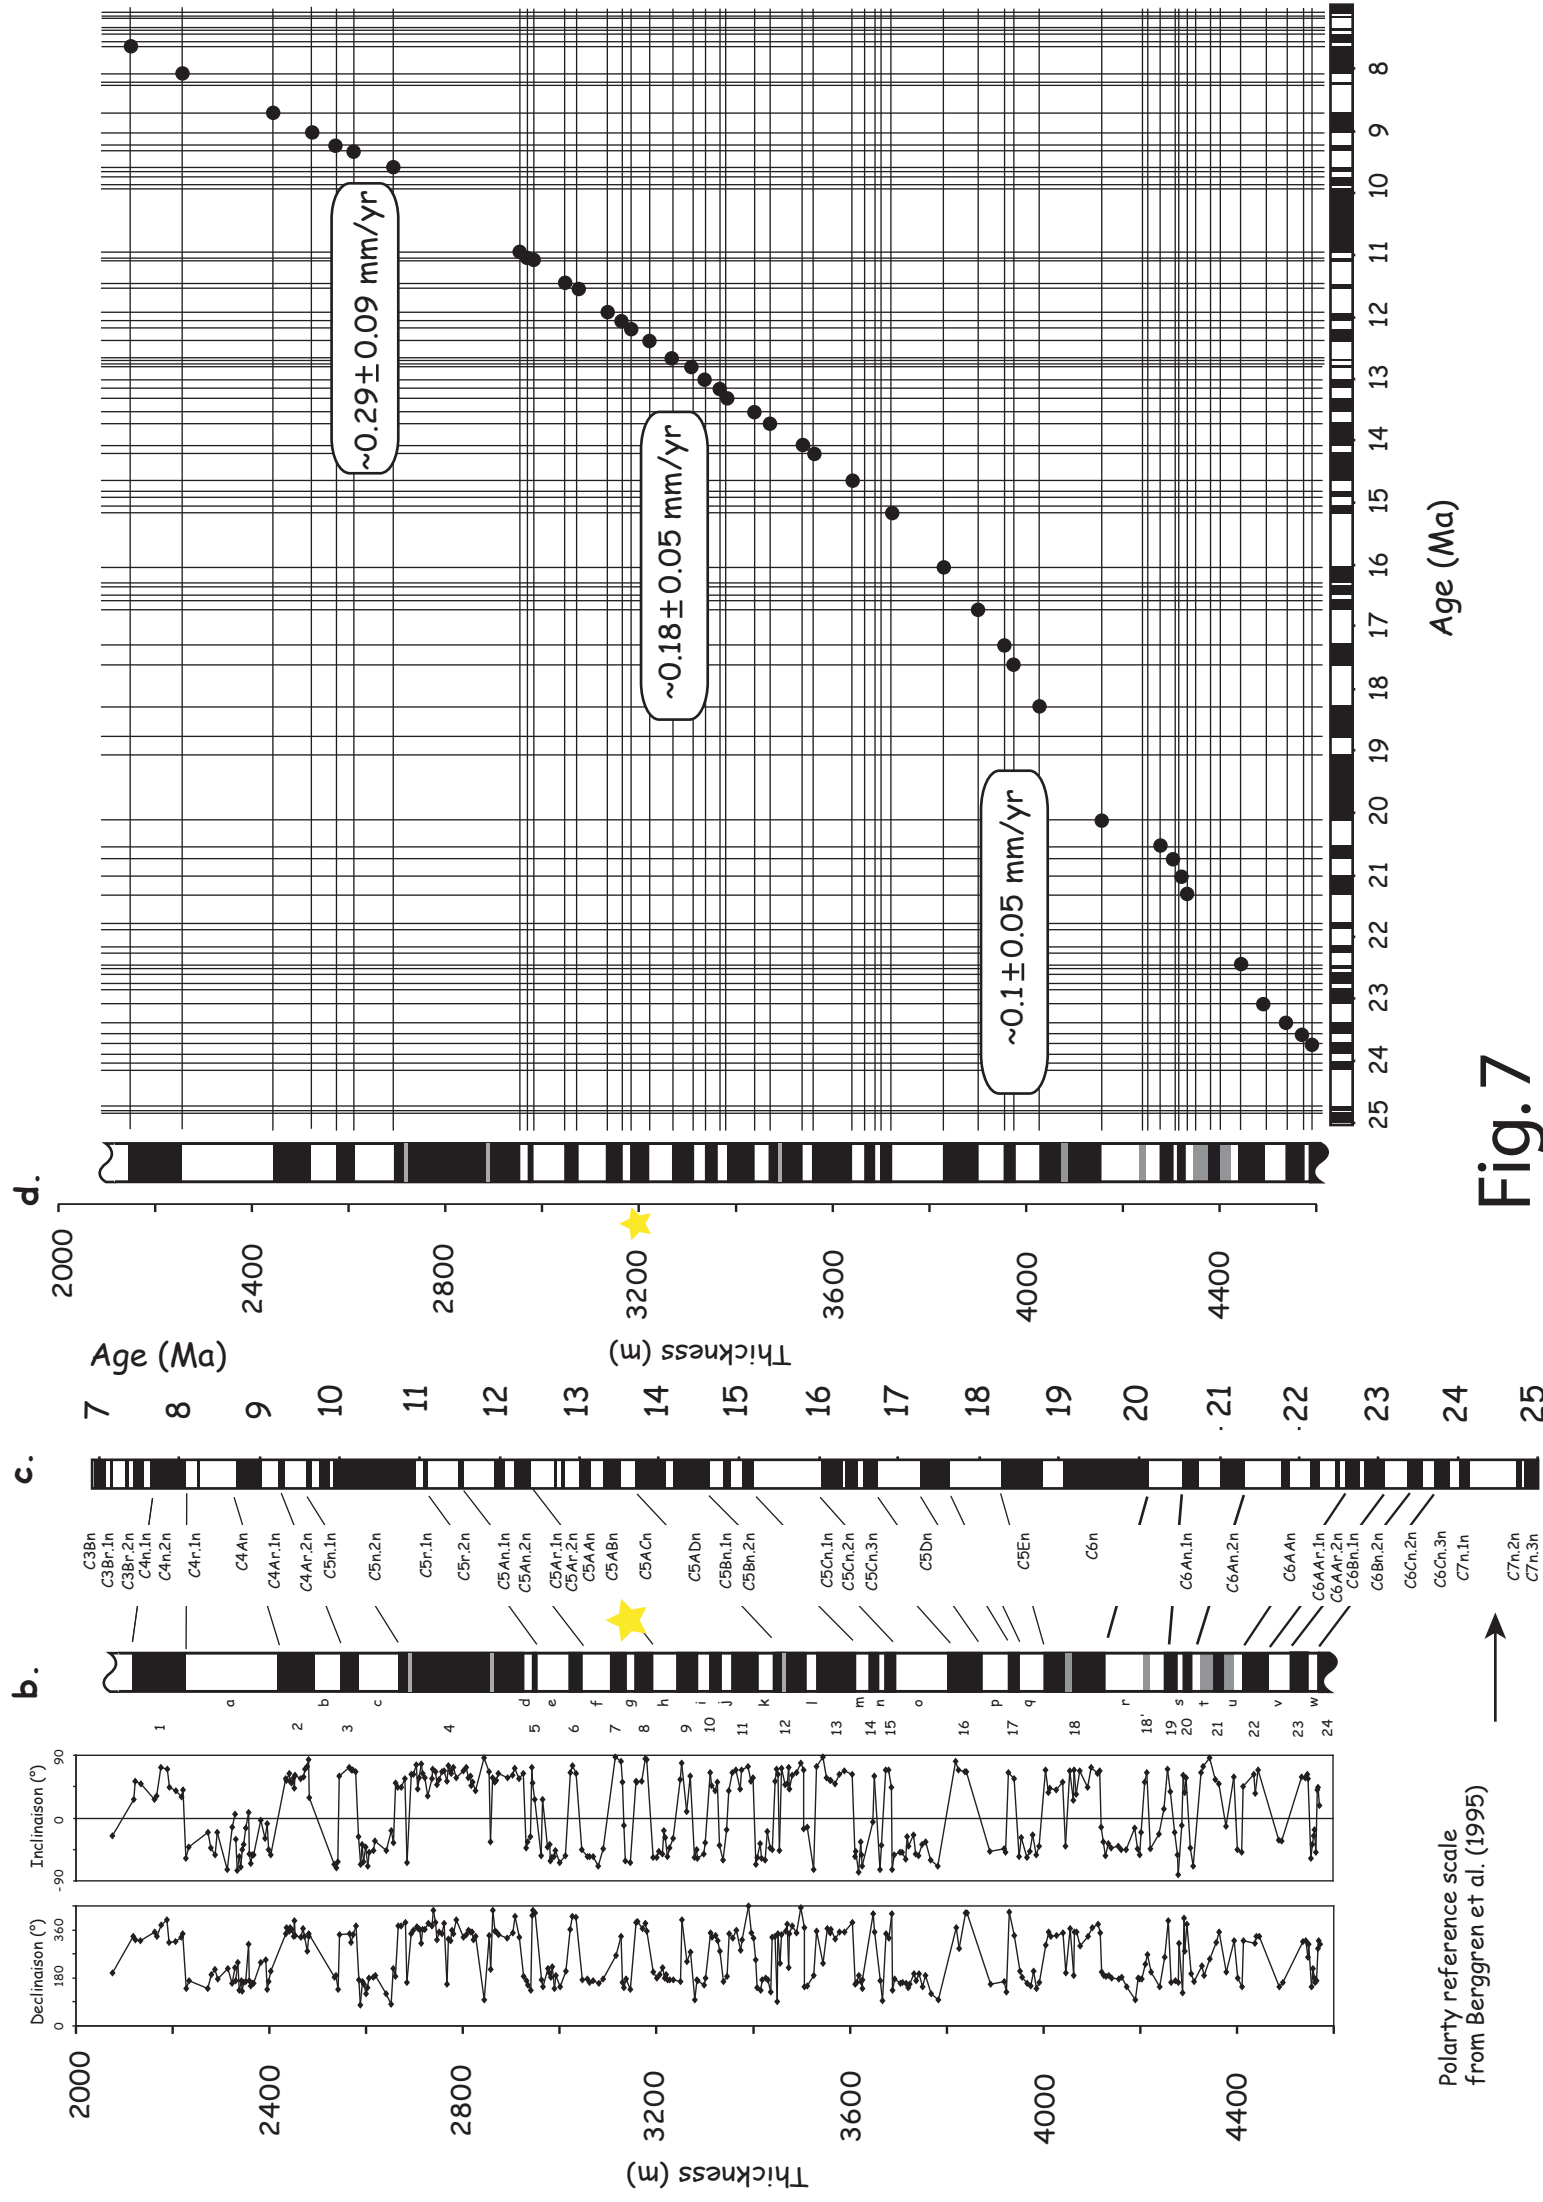 b.
c.
d.
Thickness (m)
2000
2400
2800
3200
3600
4000
4400
Declinaison (°)
0
180
360
Inclinaison (°)
-90
0
90
1
2
3
4
5
6
7
8
9
10
11
12
13
14
15
16
17
18
18'
19
20
21
22
23
24
a
b
c
d
e
f
g
h
i
j
k
l
m
n
o
p
q
r
s
t
u
v
w
C3Bn
C3Br.1n
C3Br.2n
C4n.1n
C4n.2n
C4r.1n
C4An
C4Ar.1n
C4Ar.2n
C5n.1n
C5n.2n
C5r.1n
C5r.2n
C5An.1n
C5An.2n
C5Ar.1n
C5Ar.2n
C5AAn
C5ABn
C5ACn
C5ADn
C5Bn.1n
C5Bn.2n
C5Cn.1n
C5Cn.2n
C5Cn.3n
C5Dn
C5En
C6n
C6An.1n
C6An.2n
C6AAn
C6AAr.1n
C6AAr.2n
C6Bn.1n
C6Bn.2n
C6Cn.2n
C6Cn.3n
C7n.1n
C7n.2n
C7n.3n
Age (Ma)
7
8
9
10
11
12
13
14
15
16
17
18
19
20
21
22
23
24
25
Thickness (m)
2000
2400
2800
3200
3600
4000
4400
~0.29±0.09 mm/yr
~0.18±0.05 mm/yr
~0.1±0.05 mm/yr
25
24
23
22
21
20
19
18
17
16
15
14
13
12
11
10
9
8
Age (Ma)
Polarty reference scale
from Berggren et al. (1995)
Fig. 7